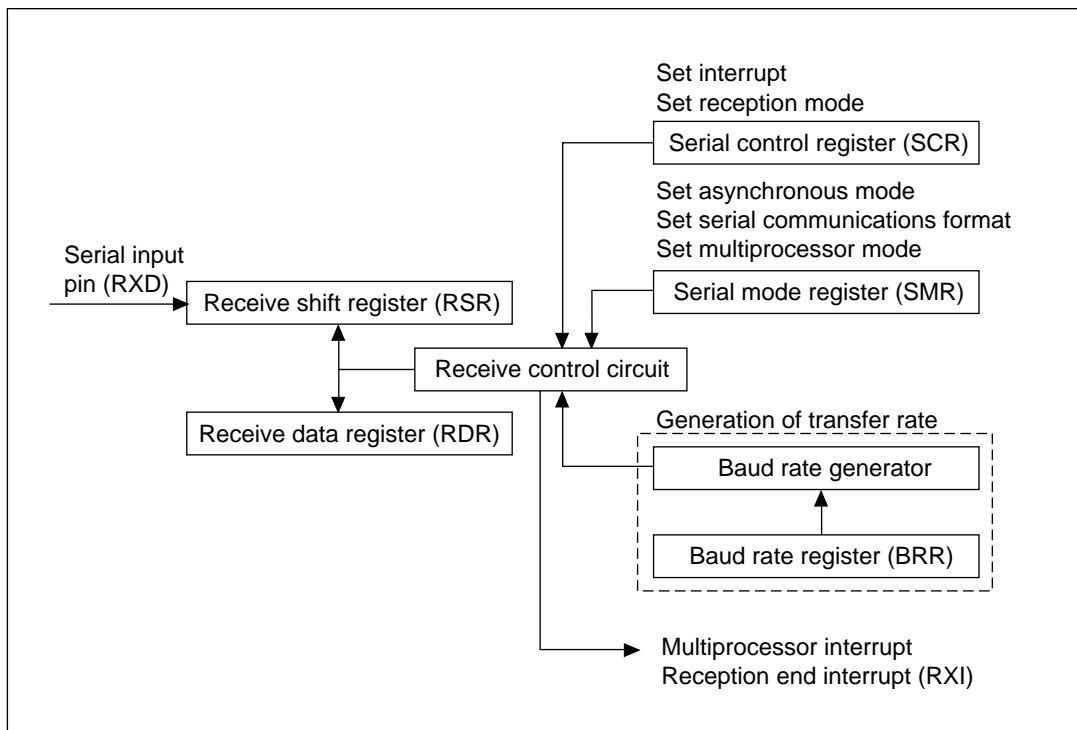 Set interrupt
Set reception mode
Serial control register (SCR)
Set asynchronous mode
Set serial communications format
Set multiprocessor mode
Serial mode register (SMR)
Serial input
pin (RXD)
Receive shift register (RSR)
Receive control circuit
Receive data register (RDR)
Generation of transfer rate
Baud rate generator
Baud rate register (BRR)
Multiprocessor interrupt
Reception end interrupt (RXI)